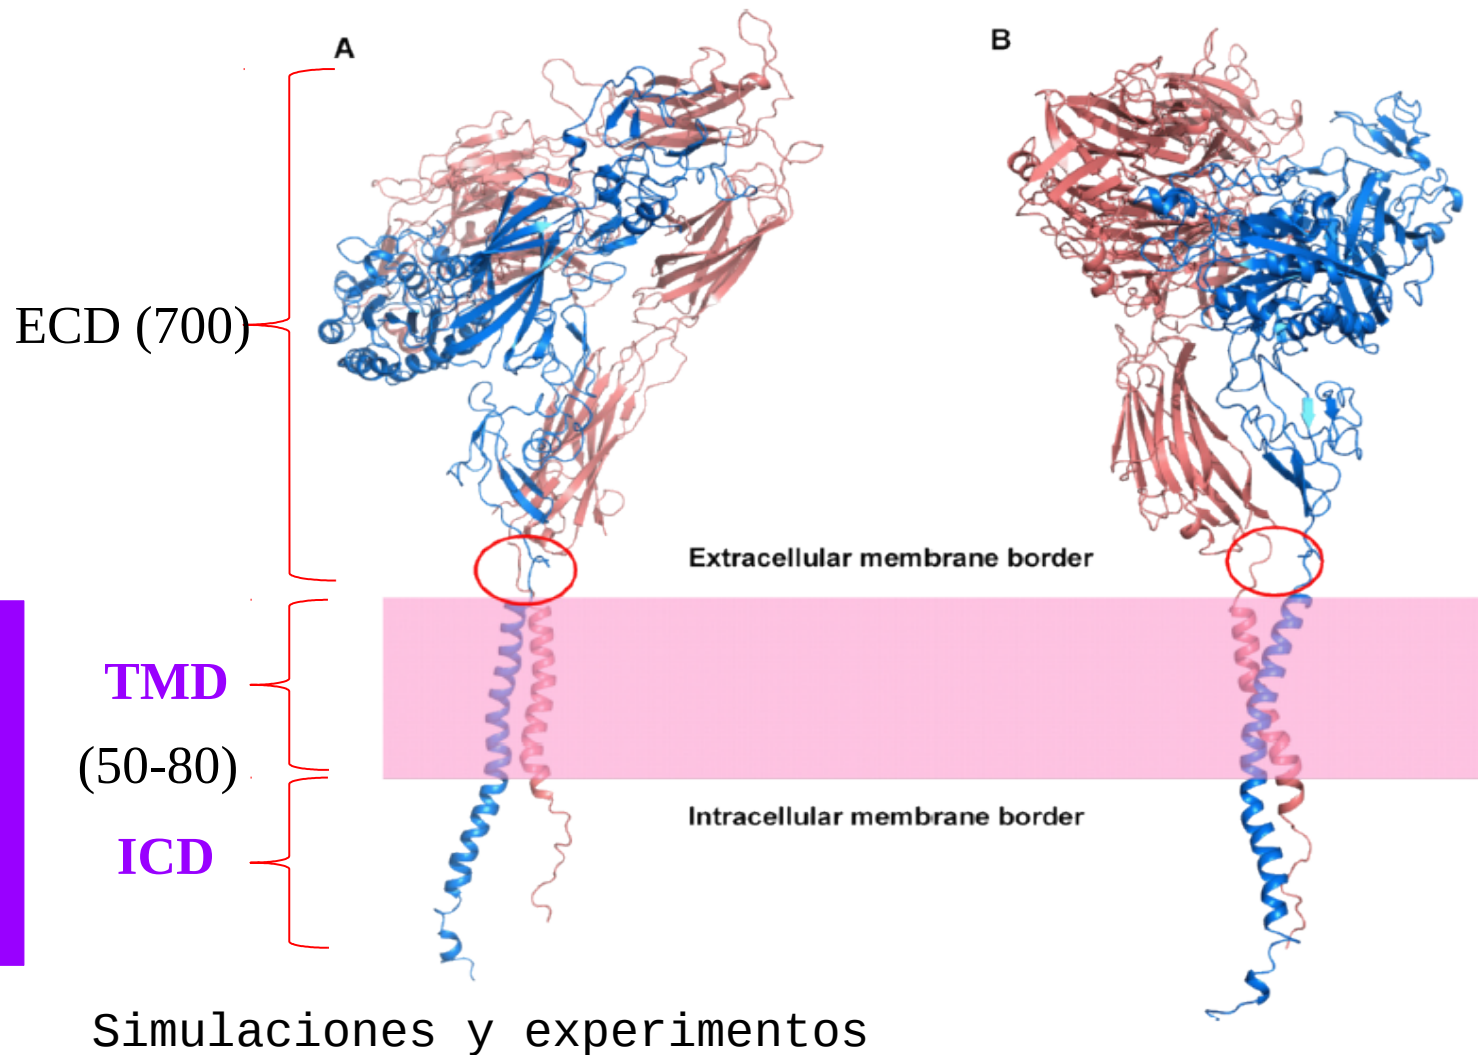 A
B
ECD (700)
Extracellular membrane border
TMD
(50-80)
Intracellular membrane border
ICD
Simulaciones y experimentos